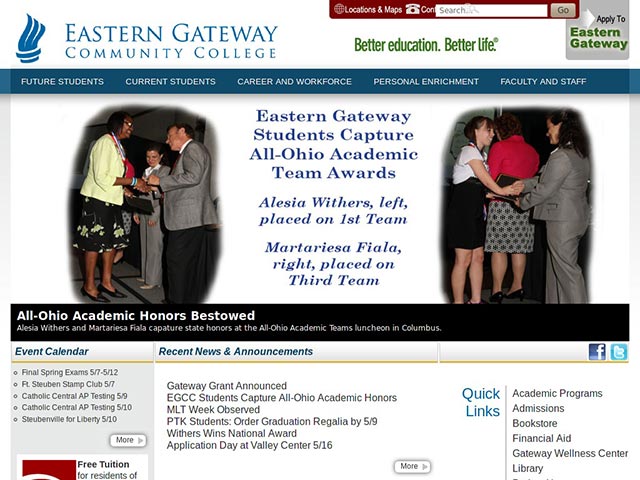 EASTERN GATEWAY
COMMUNITY COLLEGE
Locations & Maps
Search...
Go
Apply To
Eastern
Gateway
Better education. Better life.®
FUTURE STUDENTS
CURRENT STUDENTS
CAREER AND WORKFORCE
PERSONAL ENRICHMENT
FACULTY AND STAFF
Eastern Gateway
Students Capture
All-Ohio Academic
Team Awards
Alesia Withers, left,
placed on 1st Team
Martariesa Fiala,
right, placed on
Third Team
All-Ohio Academic Honors Bestowed
Alesia Withers and Martariesa Fiala capature state honors at the All-Ohio Academic Teams luncheon in Columbus.
Event Calendar
Final Spring Exams 5/7-5/12
Ft. Steuben Stamp Club 5/7
Catholic Central AP Testing 5/9
Catholic Central AP Testing 5/10
Steubenville for Liberty 5/10
More
Free Tuition
for residents of
Recent News & Announcements
Gateway Grant Announced
EGCC Students Capture All-Ohio Academic Honors
MLT Week Observed
PTK Students: Order Graduation Regalia by 5/9
Withers Wins National Award
Application Day at Valley Center 5/16
More
Quick
Links
Academic Programs
Admissions
Bookstore
Financial Aid
Gateway Wellness Center
Library